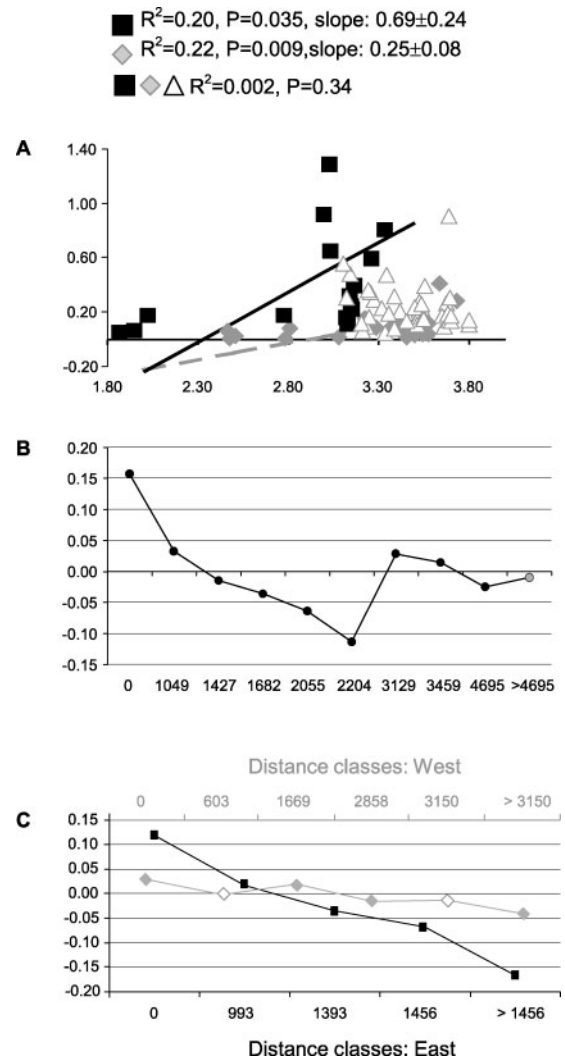 R²=0.20, P=0.035, slope: 0.69±0.24
R²=0.22, P=0.009,slope: 0.25±0.08
R²=0.002, P=0.34
A
1.40
1.00
0.60
0.20
-0.20
1.80 2.30 2.80 3.30 3.80
B
0.20
0.15
0.10
0.05
0.00
-0.05
-0.10
-0.15
0 1049 1427 1682 2055 2204 3129 3459 4695 >4695
Distance classes: West
0 603 1669 2858 3150 > 3150
C
0.15
0.10
0.05
0.00
-0.05
-0.10
-0.15
-0.20
0 993 1393 1456 > 1456
Distance classes: East